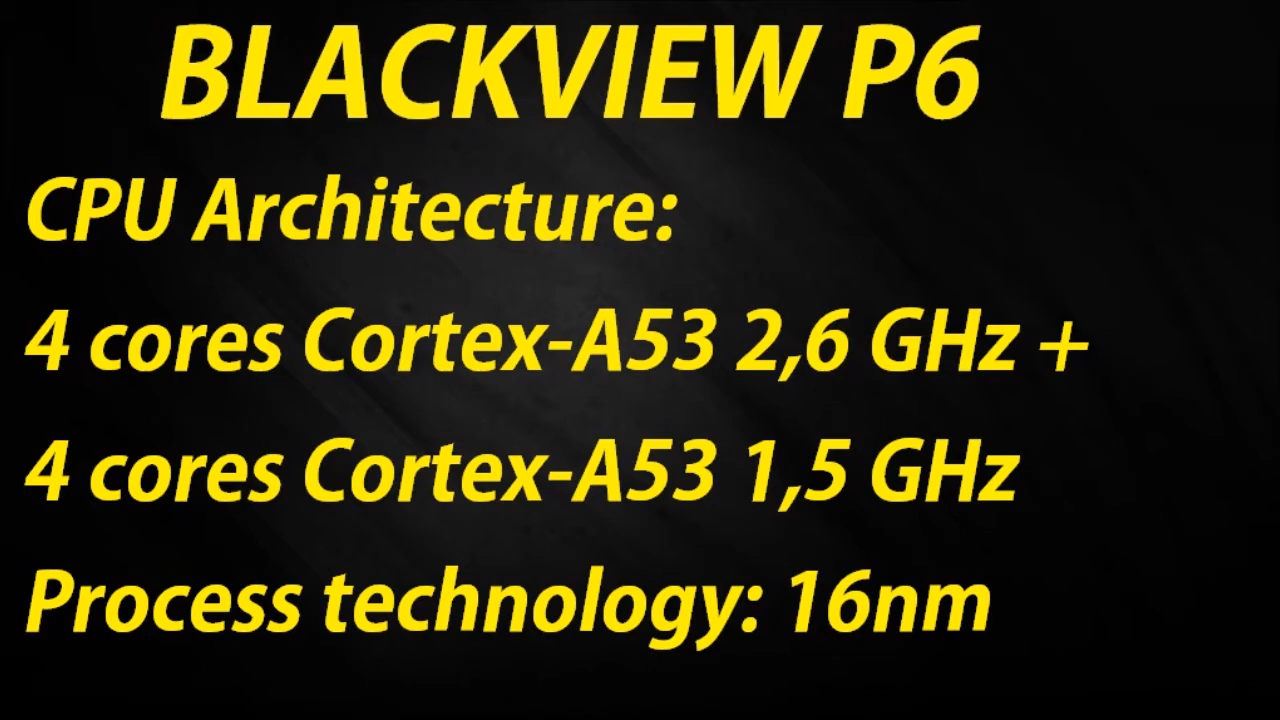 BLACKVIEW P6
CPU Architecture:
4 cores Cortex-A53 2,6 GHz +
4 cores Cortex-A53 1,5 GHz
Process technology: 16nm